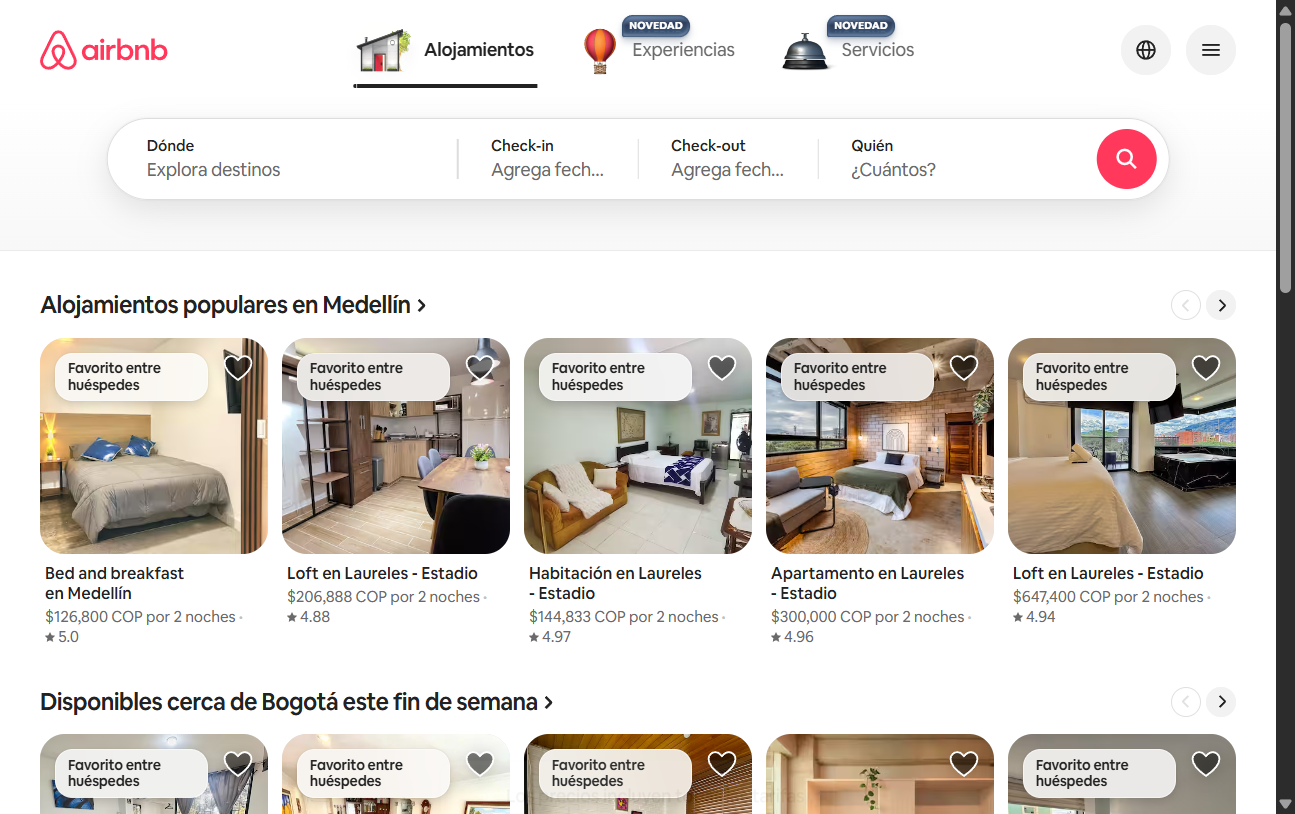 airbnb
Alojamientos
NOVEDAD
Experiencias
NOVEDAD
Servicios
Dónde
Explora destinos
Check-in
Agrega fech...
Check-out
Agrega fech...
Quién
¿Cuántos?
Alojamientos populares en Medellín
Favorito entre
huéspedes
Favorito entre
huéspedes
Favorito entre
huéspedes
Favorito entre
huéspedes
Favorito entre
huéspedes
Bed and breakfast
en Medellín
$126,800 COP por 2 noches ·
★ 5.0
Loft en Laureles - Estadio
$206,888 COP por 2 noches ·
★ 4.88
Habitación en Laureles
- Estadio
$144,833 COP por 2 noches ·
★ 4.97
Apartamento en Laureles
- Estadio
$300,000 COP por 2 noches ·
★ 4.96
Loft en Laureles - Estadio
$647,400 COP por 2 noches ·
★ 4.94
Disponibles cerca de Bogotá este fin de semana
Favorito entre
huéspedes
Favorito entre
huéspedes
Favorito entre
huéspedes
Favorito entre
huéspedes